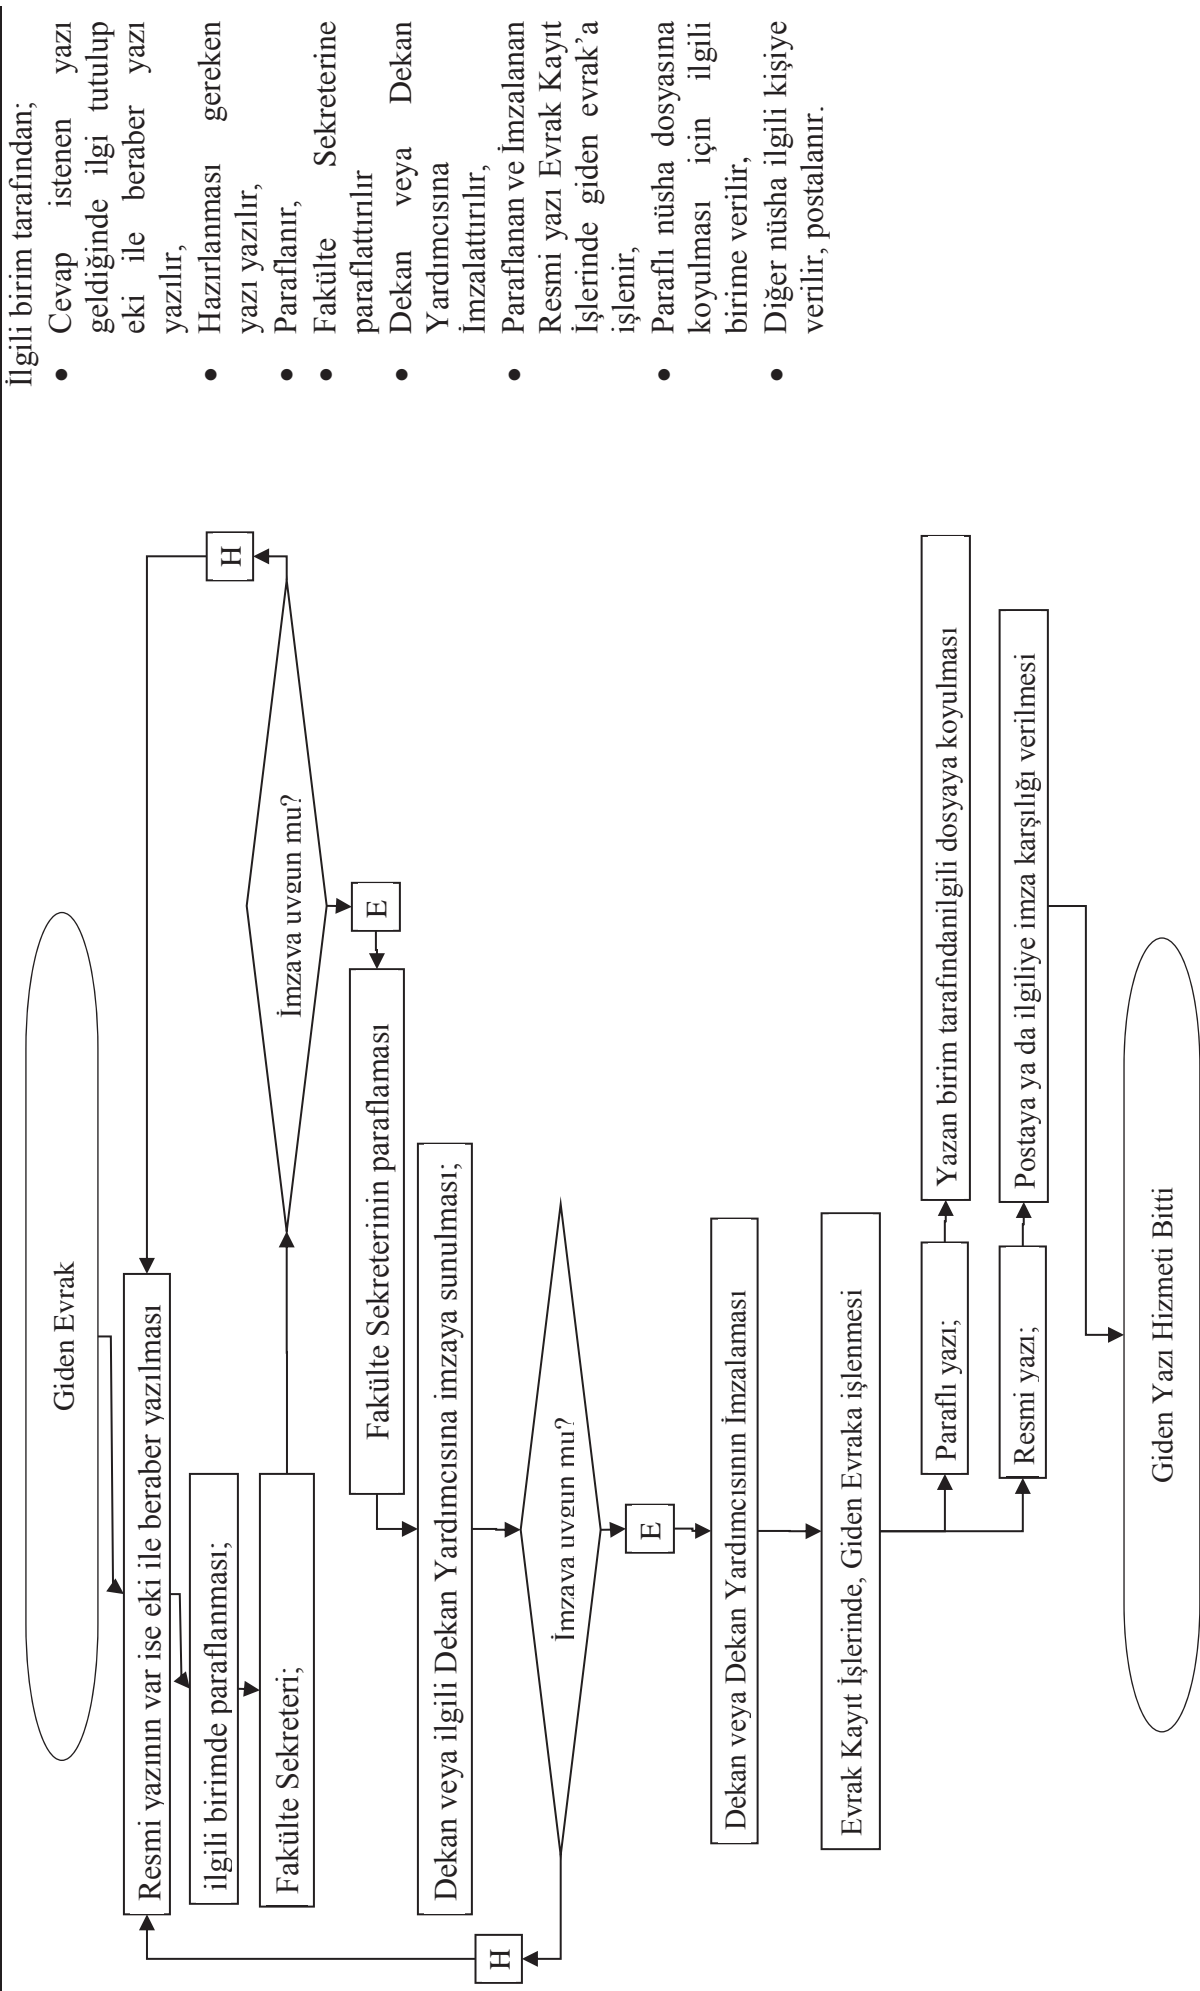 Giden Evrak
Resmi yazının var ise eki ile beraber yazılması
ilgili birimde paraflanması;
Fakülte Sekreteri;
İmzaya uygun mu?
H
E
Fakülte Sekreterinin paraflaması
Dekan veya ilgili Dekan Yardımcısına imzaya sunulması;
İmzaya uygun mu?
H
E
Dekan veya Dekan Yardımcısının İmzalaması
Evrak Kayıt İşlerinde, Giden Evraka işlenmesi
Paraflı yazı;
Yazan birim tarafındanilgili dosyaya koyulması
Resmi yazı;
Postaya ya da ilgiliye imza karşılığı verilmesi
Giden Yazı Hizmeti Bitti
İlgili birim tarafından;
• Cevap istenen yazı
geldiğinde ilgi tutulup
eki ile beraber yazı
yazılır,
• Hazırlanması gereken
yazı yazılır,
• Paraflanır,
• Fakülte Sekreterine
paraflattırılır
• Dekan veya Dekan
Yardımcısına
İmzalattırılır,
• Paraflanan ve İmzalanan
Resmi yazı Evrak Kayıt
İşlerinde giden evrak’a
işlenir,
• Paraflı nüsha dosyasına
koyulması için ilgili
birime verilir,
• Diğer nüsha ilgili kişiye
verilir, postalanır.